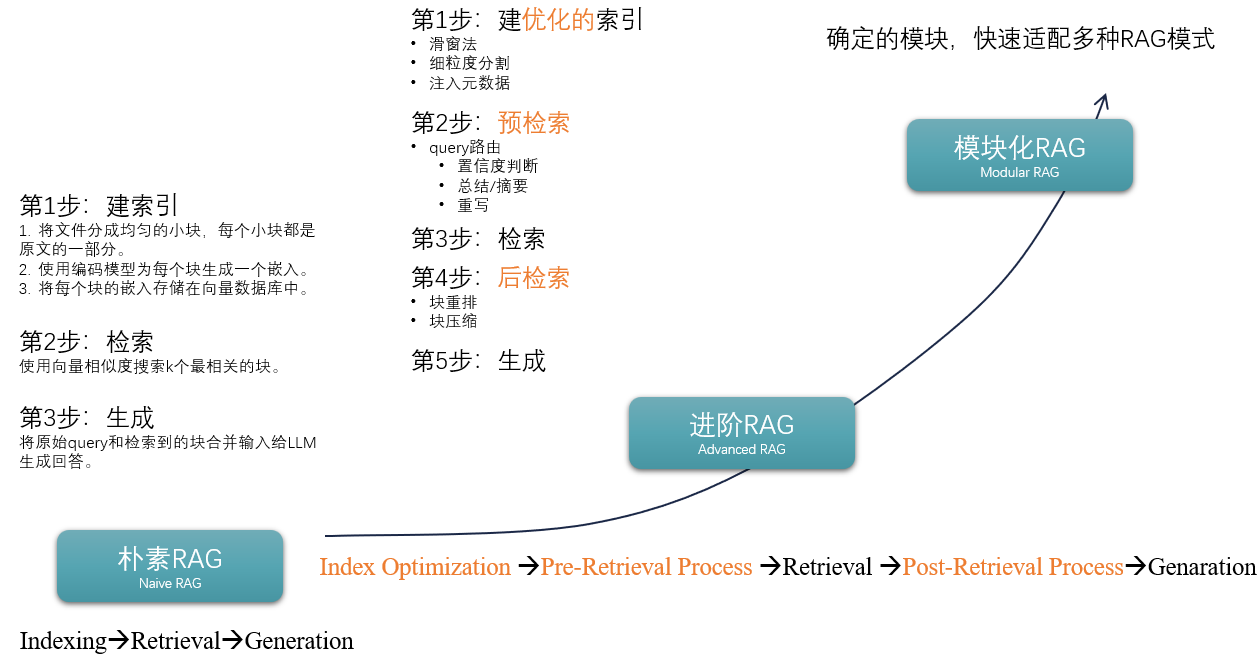 第1步：建优化的索引
• 滑窗法
• 细粒度分割
• 注入元数据
第2步：预检索
• query路由
• 置信度判断
• 总结/摘要
• 重写
第3步：检索
第4步：后检索
• 块重排
• 块压缩
第5步：生成
确定的模块，快速适配多种RAG模式
模块化RAG
Modular RAG
第1步：建索引
1. 将文件分成均匀的小块，每个小块都是
原文的一部分。
2. 使用编码模型为每个块生成一个嵌入。
3. 将每个块的嵌入存储在向量数据库中。
第2步：检索
使用向量相似度搜索k个最相关的块。
第3步：生成
将原始query和检索到的块合并输入给LLM
生成回答。
进阶RAG
Advanced RAG
朴素RAG
Naive RAG
Index Optimization →Pre-Retrieval Process →Retrieval →Post-Retrieval Process→Genaration
Indexing→Retrieval→Generation